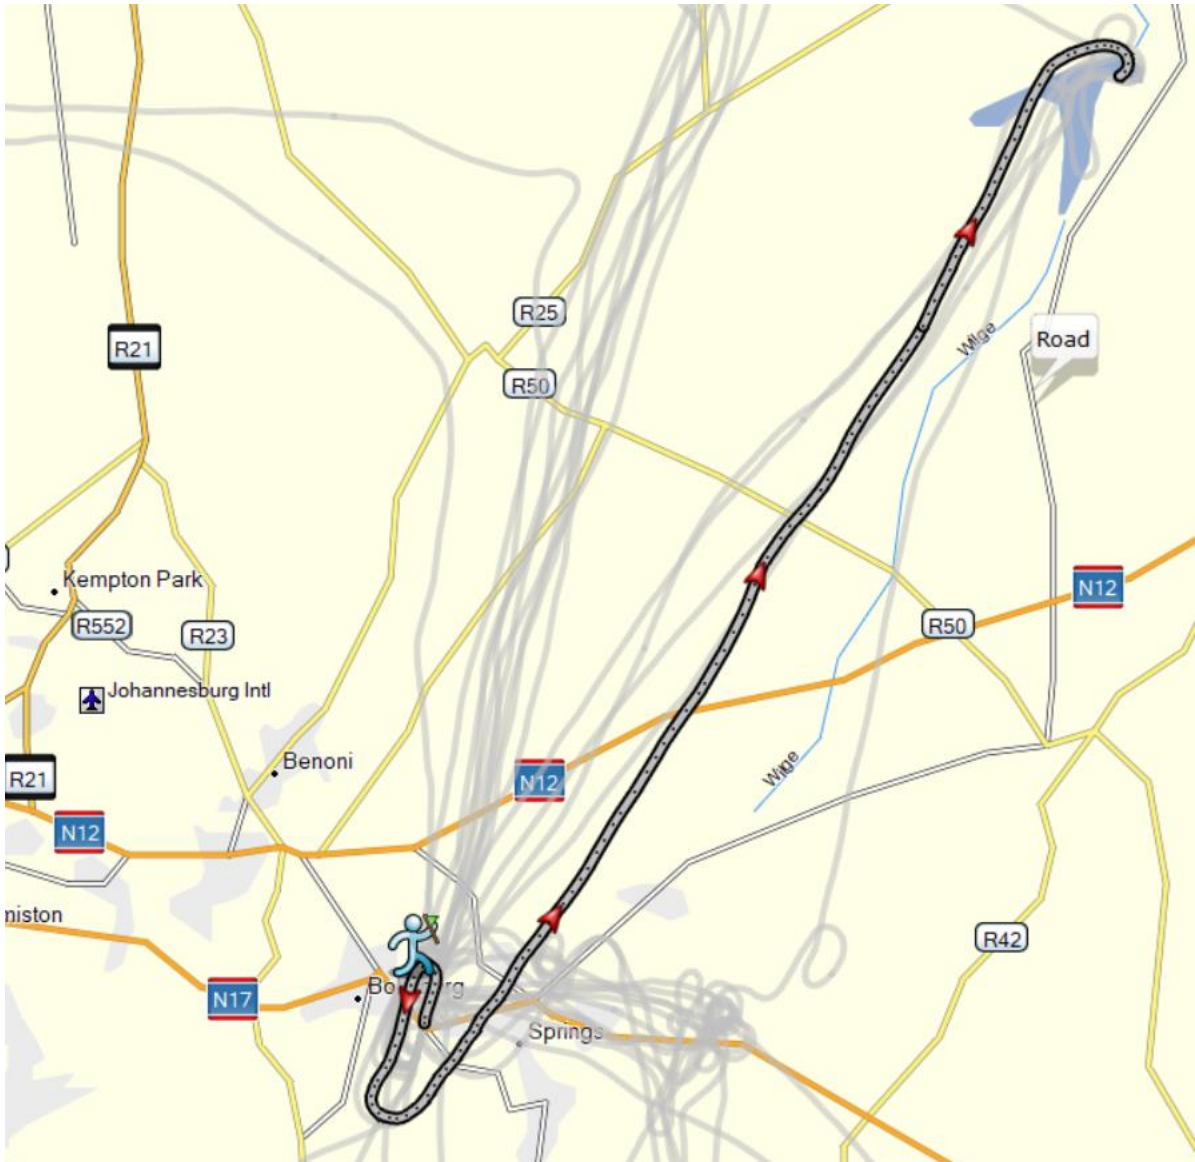 R25
R21
Road
Wilge
R50
Kempton Park
N12
R552
R23
R50
Johannesburg Intl
Benoni
Wilge
R21
N12
N12
miston
R42
N17
Springs